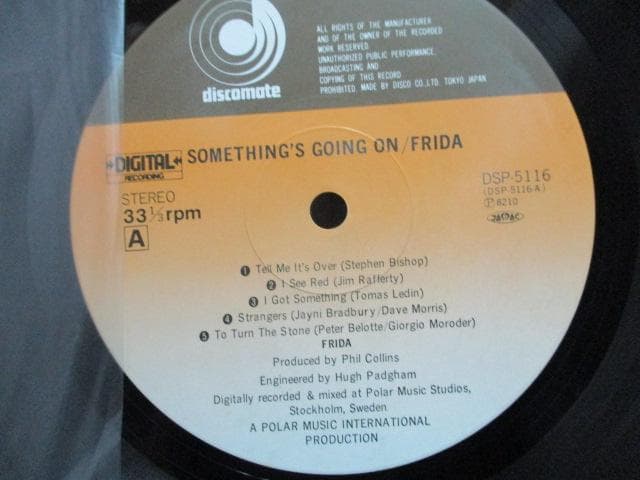 ALL RIGHTS OF THE MANUFACTURER
AND OF THE OWNER OF THE RECORDED
WORK RESERVED
UNAUTHORIZED PUBLIC PERFORMANCE.
BROADCASTING AND
COPYING OF THIS RECORD
PROHIBITED. MADE BY DISCO CO., LTD. TOKYO JAPAN
discomate
DIGITAL
RECORDING
SOMETHING'S GOING ON/FRIDA
STEREO
33 1/3 rpm
A
DSP-5116
(DSP-5116-A)
Ⓟ 8210
JASRAC
❶ Tell Me It's Over (Stephen Bishop)
❷ I See Red (Jim Rafferty)
❸ I Got Something (Tomas Ledin)
❹ Strangers (Jayni Bradbury/Dave Morris)
❺ To Turn The Stone (Peter Belotte/Giorgio Moroder)
FRIDA
Produced by Phil Collins
Engineered by Hugh Padgham
Digitally recorded & mixed at Polar Music Studios,
Stockholm, Sweden
A POLAR MUSIC INTERNATIONAL
PRODUCTION